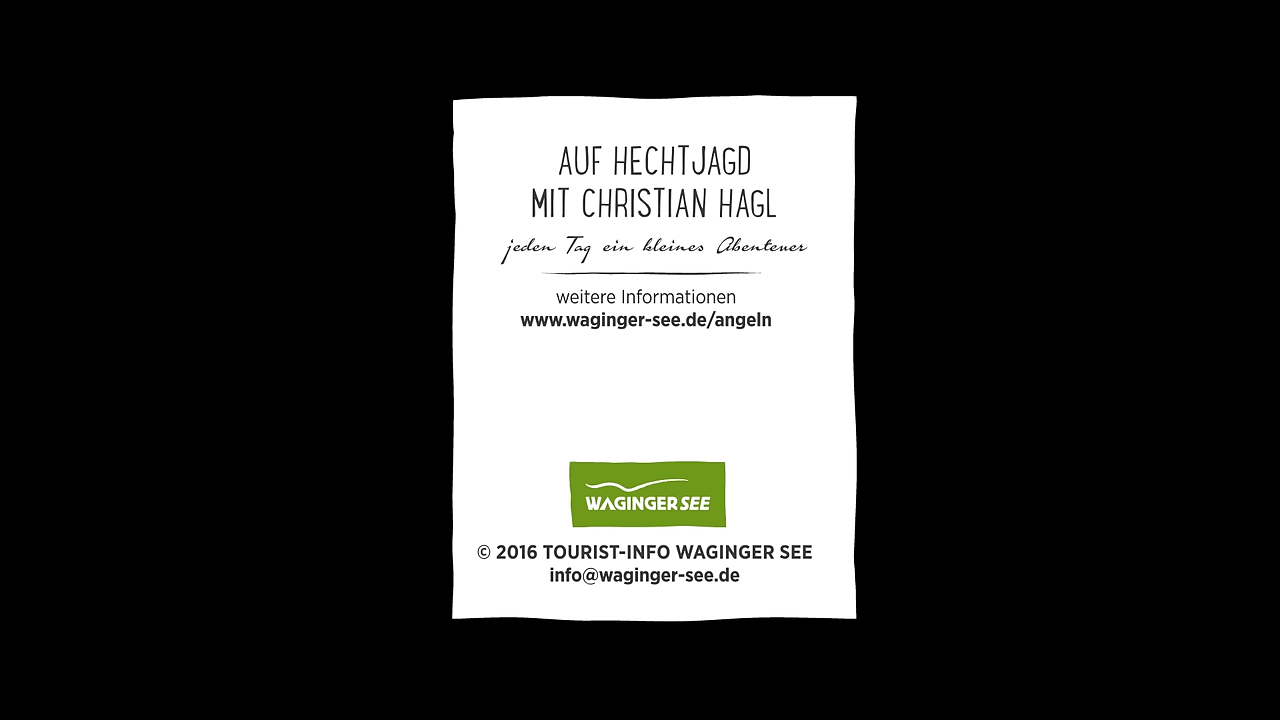 AUF HECHTJAGD
MIT CHRISTIAN HAGL
jeden Tag ein kleines Abenteuer
weitere Informationen
www.waginger-see.de/angeln
WAGINGER SEE
© 2016 TOURIST-INFO WAGINGER SEE
info@waginger-see.de